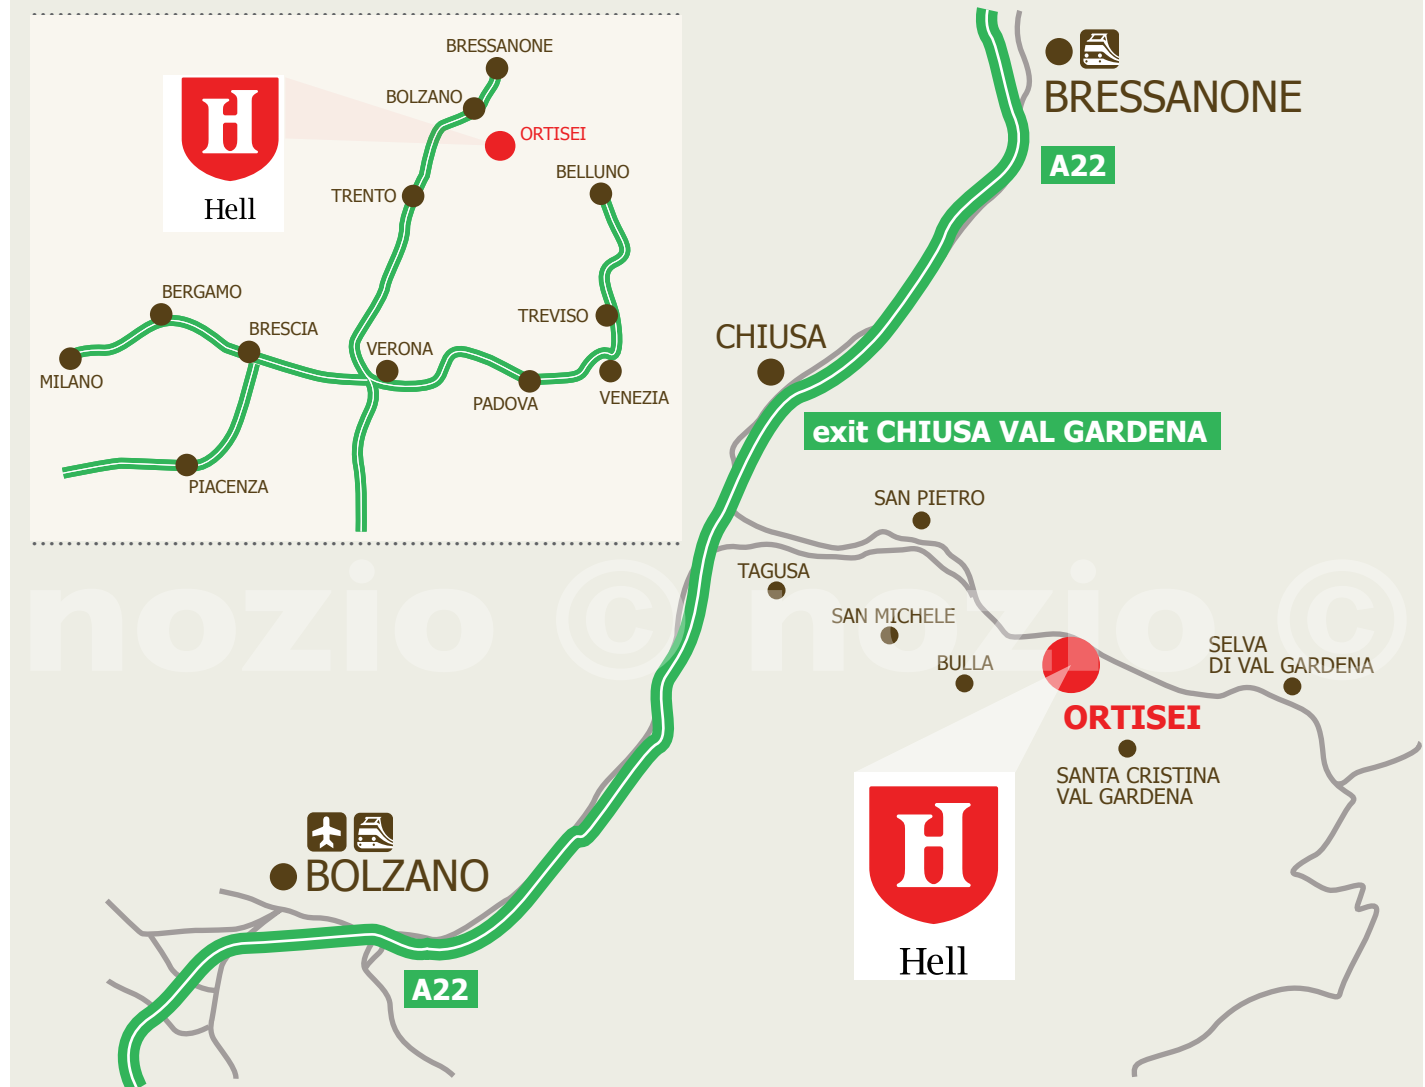 BRESSANONE
BOLZANO
ORTISEI
BELLUNO
TRENTO
H
Hell
BERGAMO
BRESCIA
TREVISO
VERONA
MILANO
PADOVA
VENEZIA
PIACENZA
BRESSANONE
A22
CHIUSA
exit CHIUSA VAL GARDENA
SAN PIETRO
TAGUSA
SAN MICHELE
BULLA
SELVA
DI VAL GARDENA
nozio © nozio ©
ORTISEI
SANTA CRISTINA
VAL GARDENA
H
Hell
BOLZANO
A22